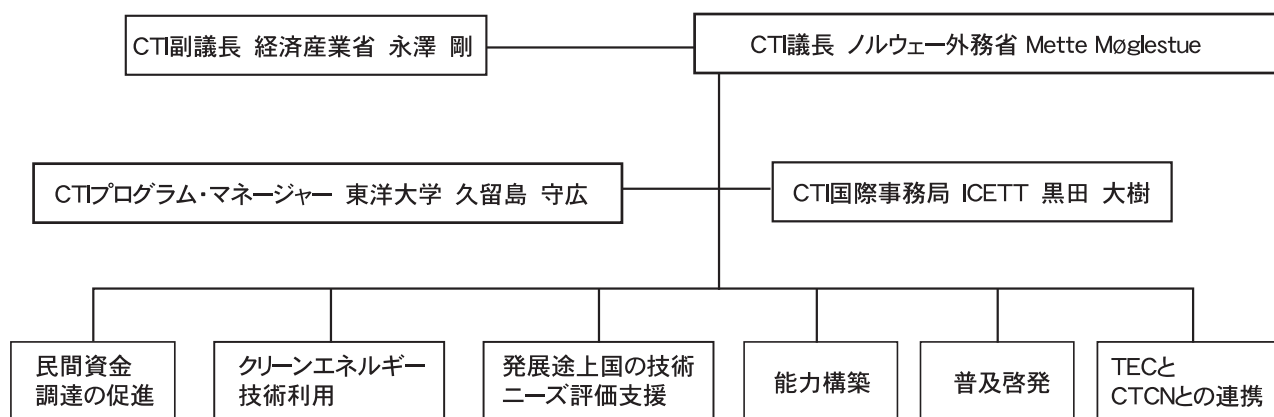 CTI副議長 経済産業省 永澤 剛
CTI議長 ノルウェー外務省 Mette Møglestue
CTIプログラム・マネージャー 東洋大学 久留島 守広
CTI国際事務局 ICETT 黒田 大樹
民間資金
調達の促進
クリーンエネルギー
技術利用
発展途上国の技術
ニーズ評価支援
能力構築
普及啓発
TECと
CTCNとの連携